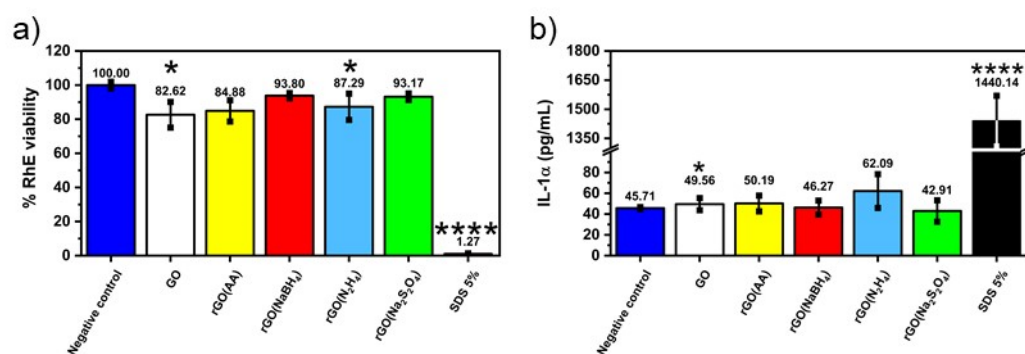 a)
% RhE viability
120
100
80
60
40
20
0
100.00
*
82.62
84.88
93.80
*
87.29
93.17
****
1.27
Negative control
GO
rGO(AA)
rGO(NaBH₄)
rGO(N₂H₄)
rGO(Na₂S₂O₄)
SDS 5%
b)
IL-1α (pg/mL)
1800
1650
1500
1350
100
80
60
40
20
0
45.71
*
49.56
50.19
46.27
62.09
42.91
****
1440.14
Negative control
GO
rGO(AA)
rGO(NaBH₄)
rGO(N₂H₄)
rGO(Na₂S₂O₄)
SDS 5%